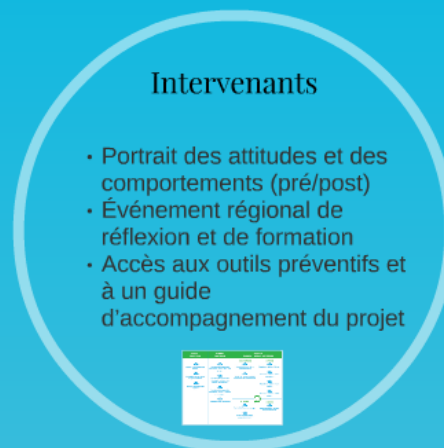 Intervenants
• Portrait des attitudes et des
comportements (pré/post)
• Événement régional de
réflexion et de formation
• Accès aux outils préventifs et
à un guide
d'accompagnement du projet